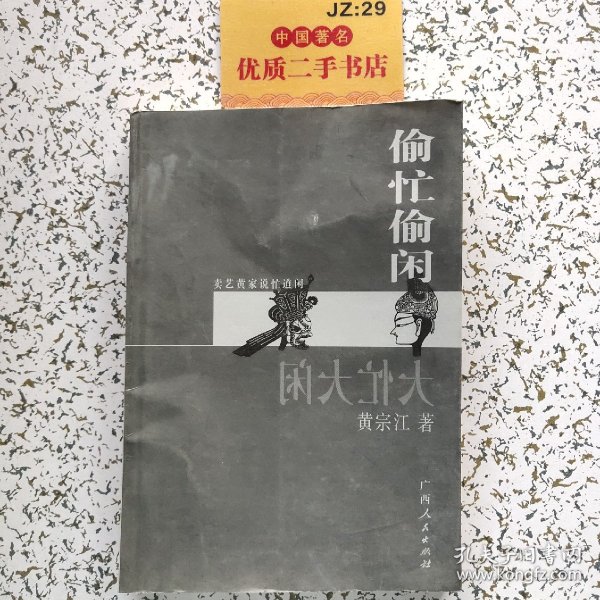 JZ:29
中国著名
优质二手书店
偷忙偷闲
卖艺黄家说忙道闲
大忙大闲
黄宗江 著
广西人民出版社
孔夫子旧书网
www.kongfz.com